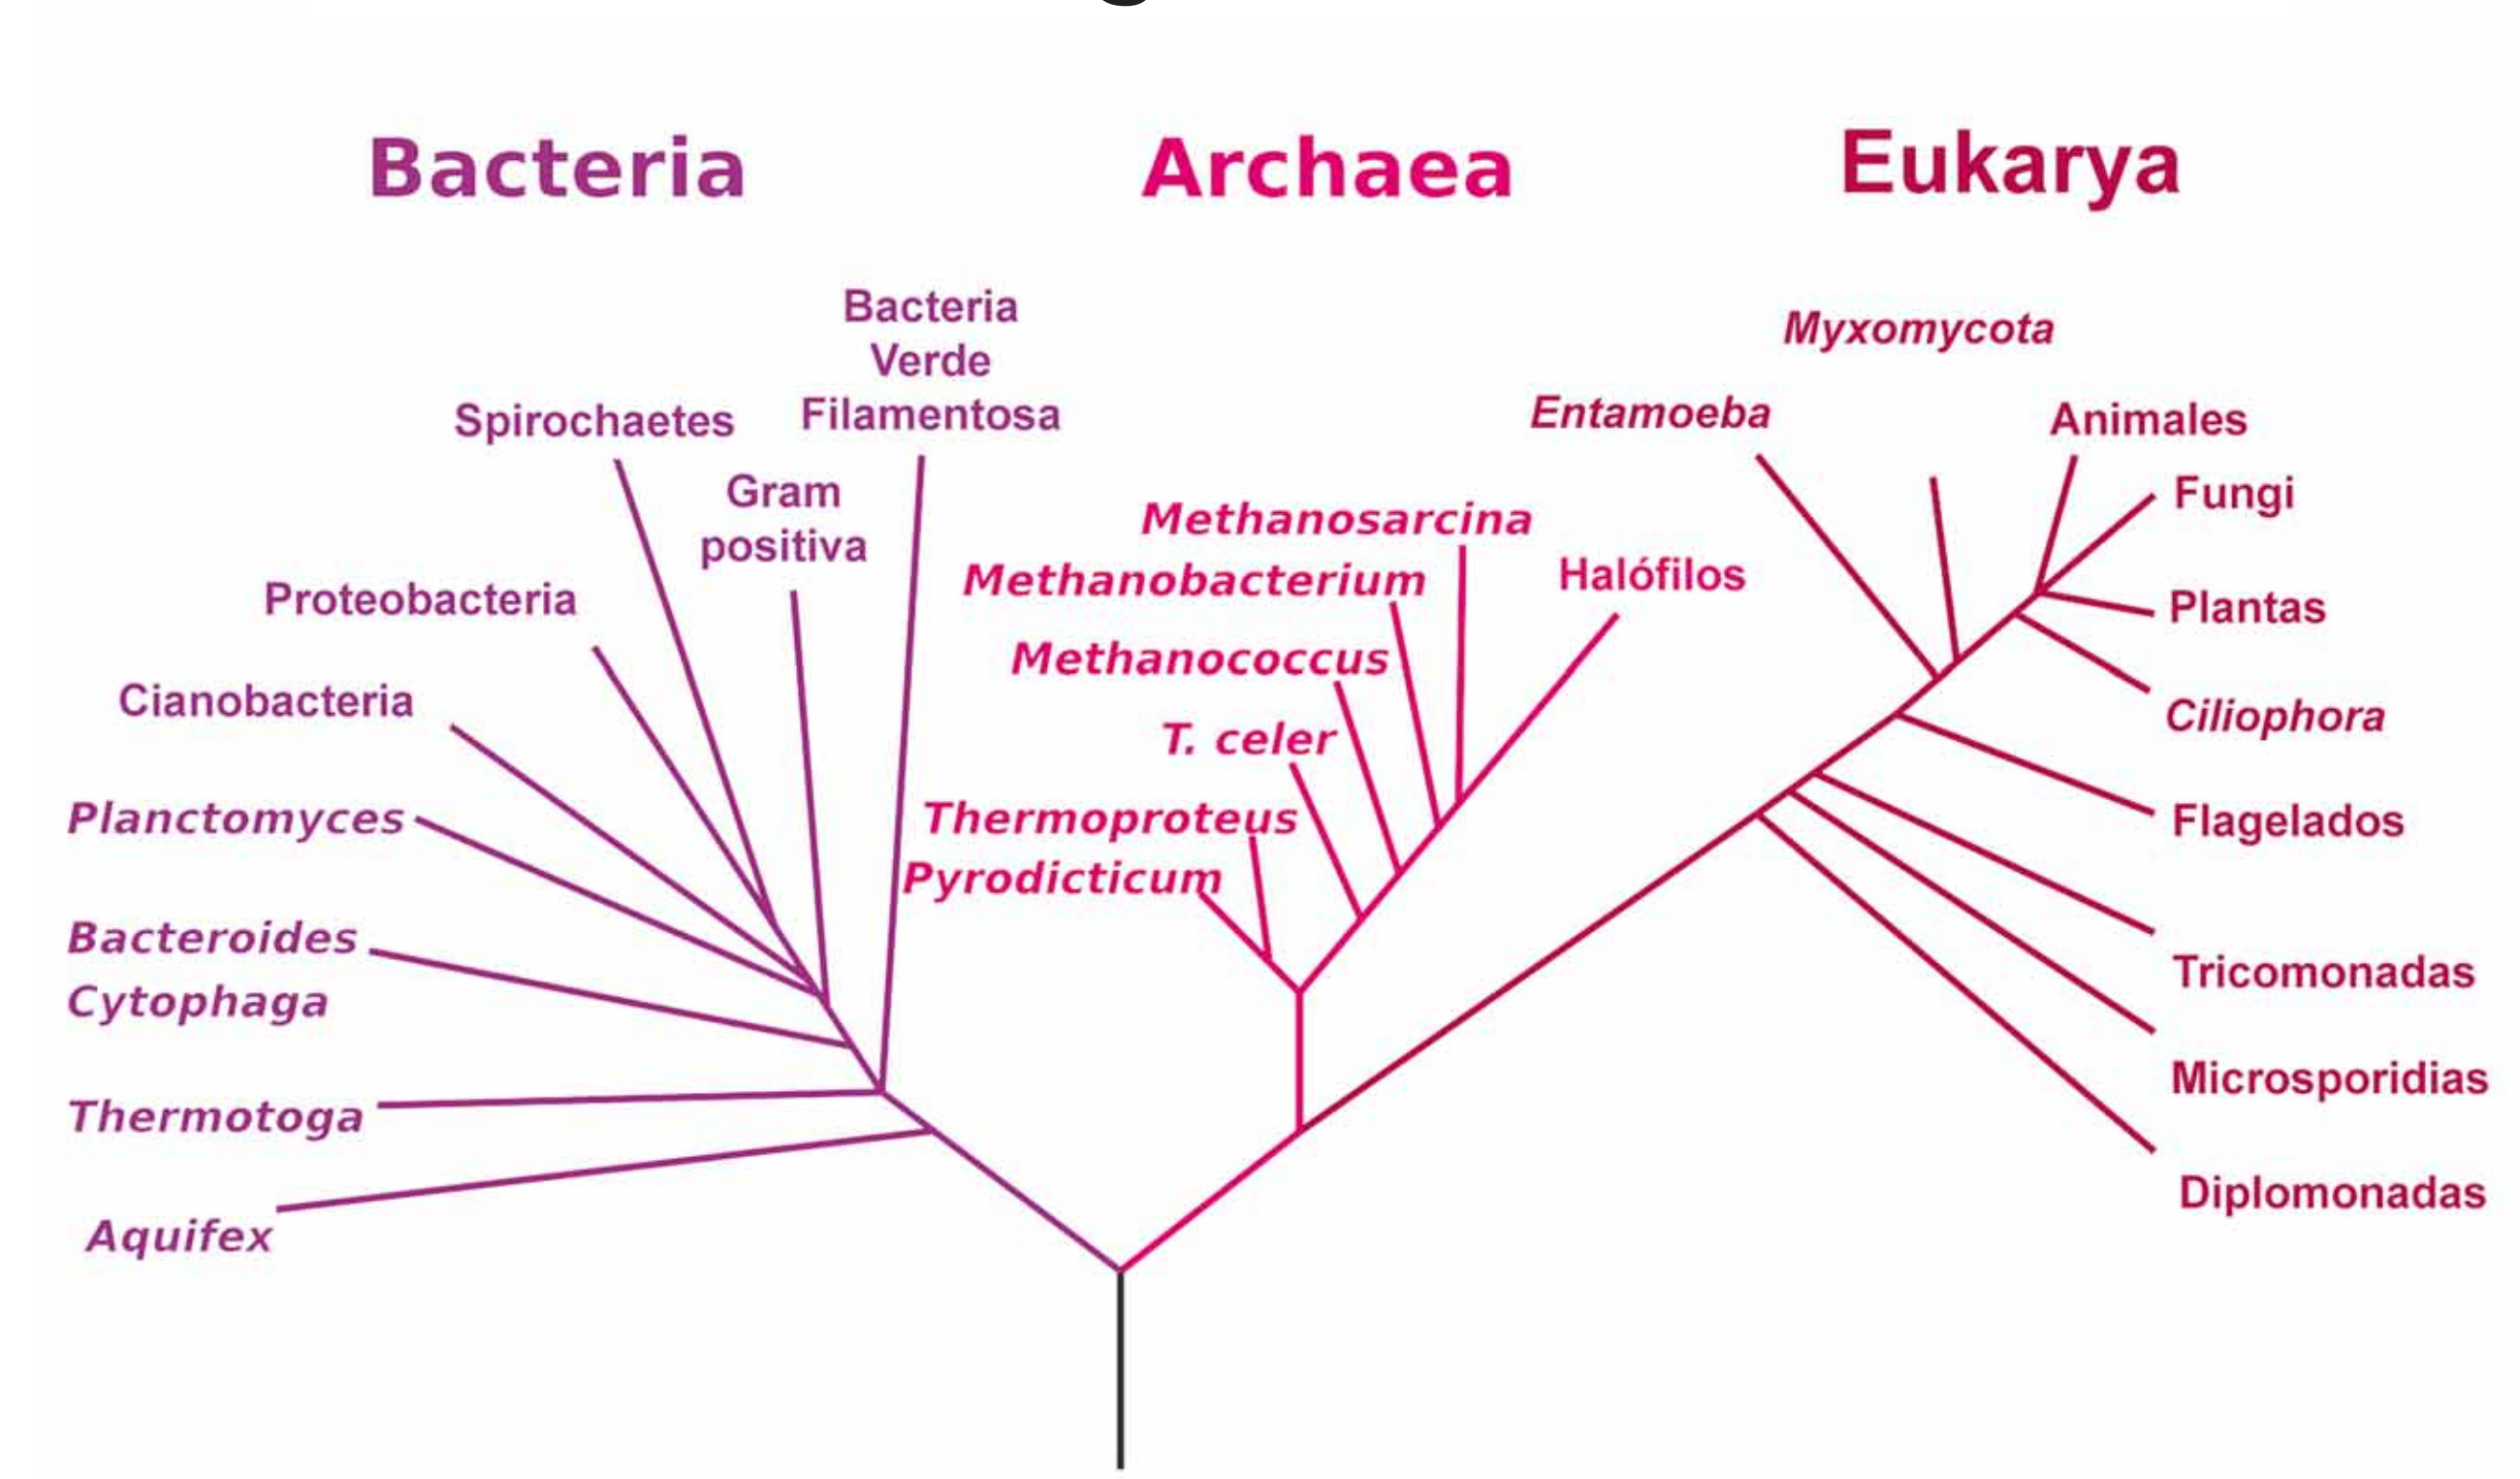 Bacteria
Archaea
Eukarya
Bacteria
Verde
Filamentosa
Spirochaetes
Gram
positiva
Proteobacteria
Cianobacteria
Planctomyces
Bacteroides
Cytophaga
Thermotoga
Aquifex
Methanosarcina
Methanobacterium
Halófilos
Methanococcus
T. celer
Thermoproteus
Pyrodicticum
Myxomycota
Entamoeba
Animales
Fungi
Plantas
Ciliophora
Flagelados
Tricomonadas
Microsporidias
Diplomonadas